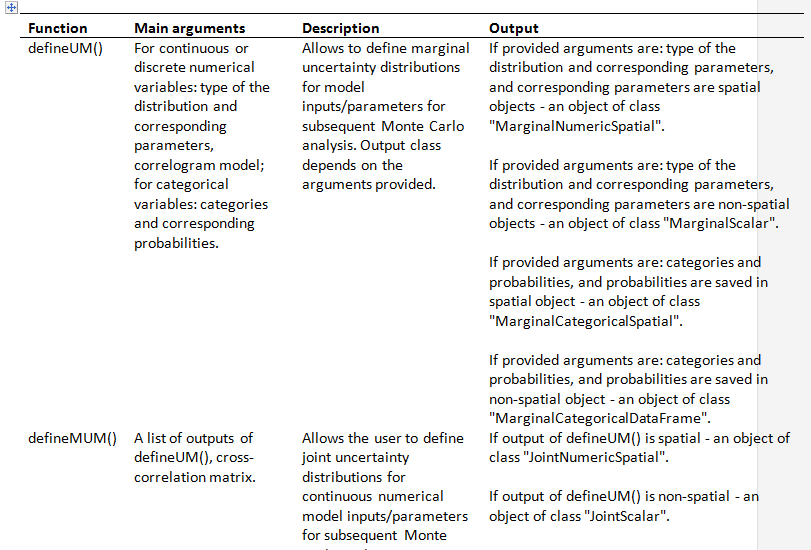 Function Main arguments Description Output
defineUM() For continuous or Allows to define marginal If provided arguments are: type of the
discrete numerical uncertainty distributions distribution and corresponding parameters,
variables: type of the for model and corresponding parameters are spatial
distribution and inputs/parameters for objects - an object of class
corresponding subsequent Monte Carlo "MarginalNumericSpatial".
parameters, analysis. Output class
correlogram model; depends on the If provided arguments are: type of the
for categorical arguments provided. distribution and corresponding parameters,
variables: categories and corresponding parameters are non-spatial
and corresponding objects - an object of class "MarginalScalar".
probabilities.
If provided arguments are: categories and
probabilities, and probabilities are saved in
spatial object - an object of class
"MarginalCategoricalSpatial".
If provided arguments are: categories and
probabilities, and probabilities are saved in
non-spatial object - an object of class
"MarginalCategoricalDataFrame".
defineMUM() A list of outputs of Allows the user to define If output of defineUM() is spatial - an object of
defineUM(), cross- joint uncertainty class "JointNumericSpatial".
correlation matrix. distributions for
continuous numerical If output of defineUM() is non-spatial - an
model inputs/parameters object of class "JointScalar".
for subsequent Monte